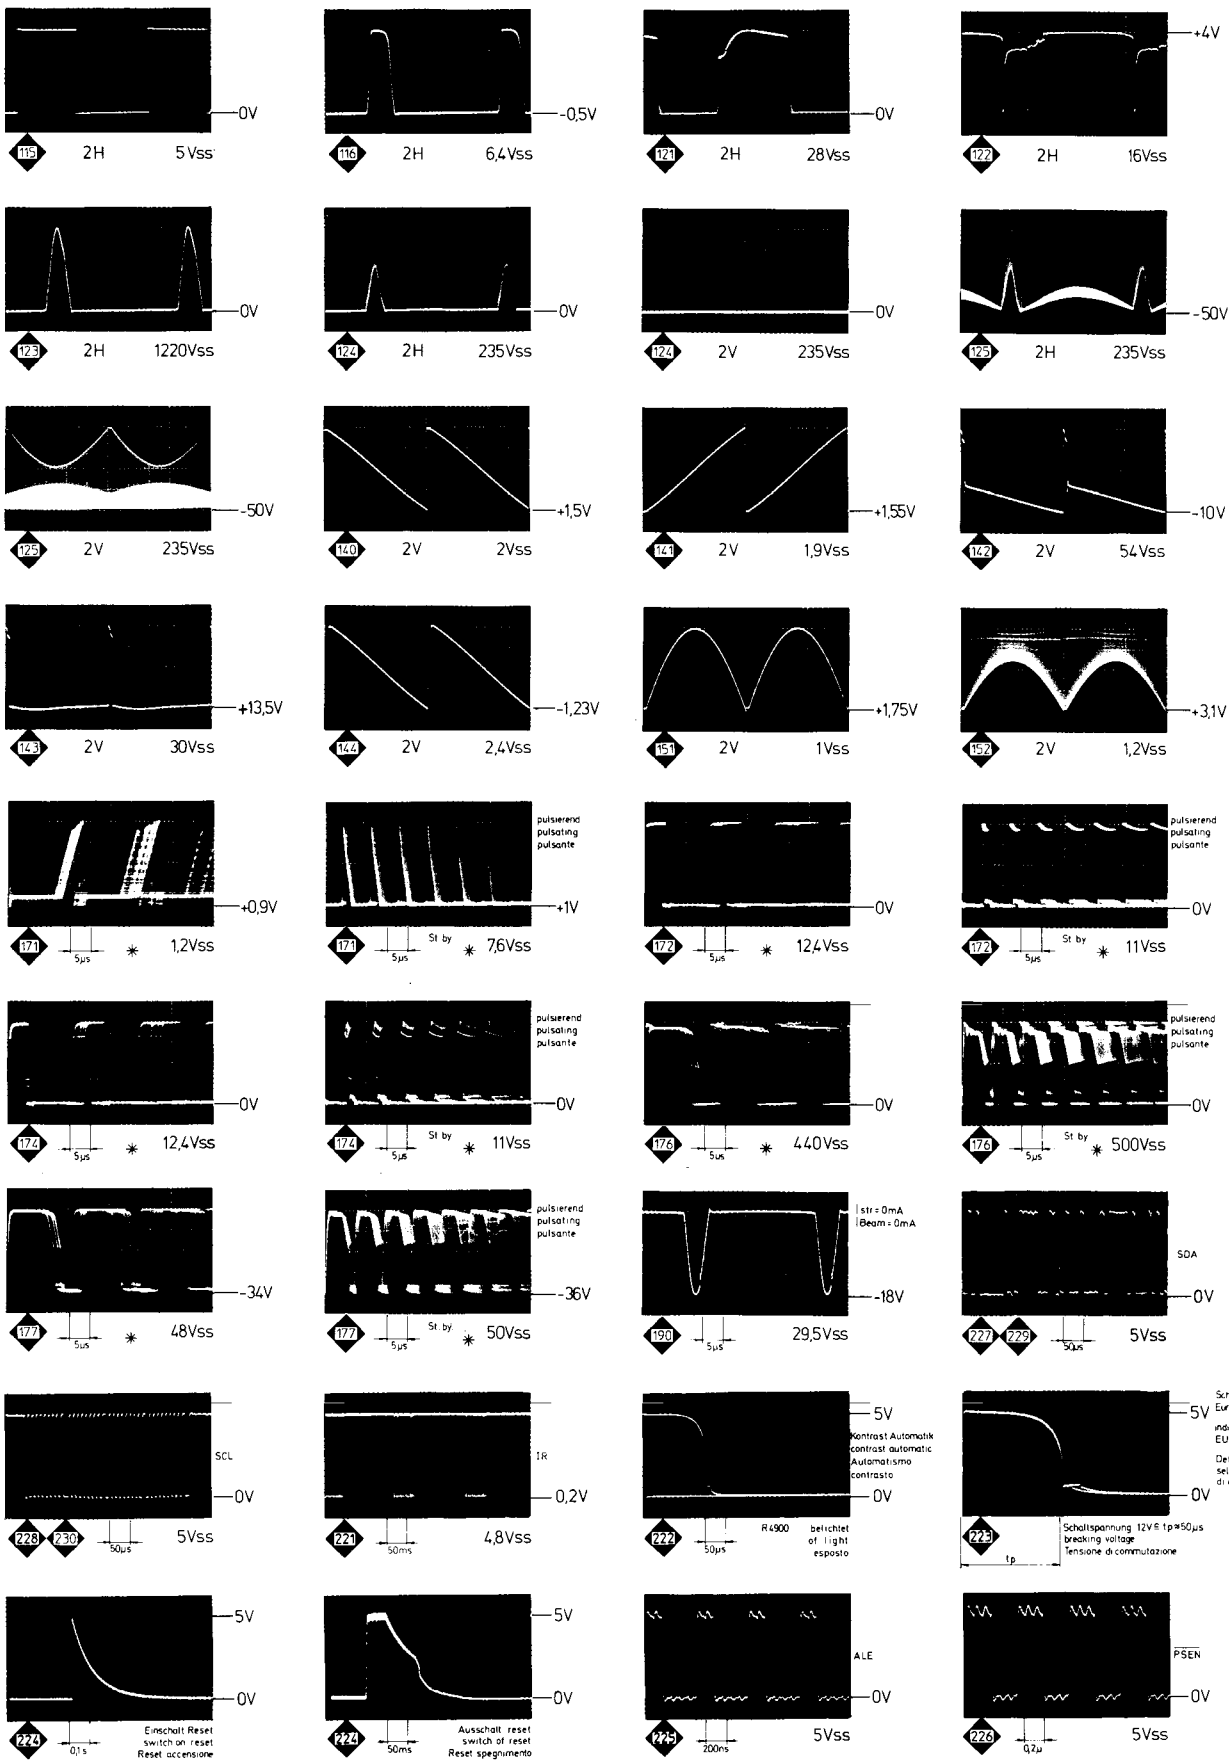 0V
115 2H 5Vss
-0,5V
116 2H 6,4Vss
0V
121 2H 28Vss
+4V
122 2H 16Vss
0V
123 2H 1220Vss
0V
124 2H 235Vss
0V
124 2V 235Vss
-50V
125 2H 235Vss
-50V
125 2V 235Vss
+1,5V
140 2V 2Vss
+1,55V
141 2V 1,9Vss
-10V
142 2V 54Vss
+13,5V
143 2V 30Vss
-1,23V
144 2V 2,4Vss
+1,75V
151 2V 1Vss
+3,1V
152 2V 1,2Vss
+0,9V
171 5µs * 1,2Vss
pulsierend
pulsating
pulsante
+1V
171 5µs St by * 7,6Vss
0V
172 5µs * 12,4Vss
pulsierend
pulsating
pulsante
0V
172 5µs St by * 11Vss
0V
174 5µs * 12,4Vss
pulsierend
pulsating
pulsante
0V
174 5µs St by * 11Vss
0V
176 5µs * 440Vss
pulsierend
pulsating
pulsante
0V
176 5µs St by * 500Vss
-34V
177 5µs * 48Vss
pulsierend
pulsating
pulsante
-36V
177 5µs St. by * 50Vss
I str = 0mA
I Beam = 0mA
-18V
190 5µs 29,5Vss
SDA
0V
227 229 50µs 5Vss
SCL
0V
228 230 50µs 5Vss
IR
0,2V
221 50ms 4,8Vss
5V
Kontrast Automatik
contrast automatic
Automatismo
contrasto
0V
222 50µs R4900 belichtet
of light
esposto
5V
0V
223 tp Schaltspannung 12V ≙ tp≈50µs
breaking voltage
Tensione di commutazione
5V
0V
224 0,1s Einschalt Reset
switch on reset
Reset accensione
5V
0V
224 50ms Ausschalt reset
switch of reset
Reset spegnimento
ALE
0V
225 200ns 5Vss
PSEN
0V
226 0,2µ 5Vss